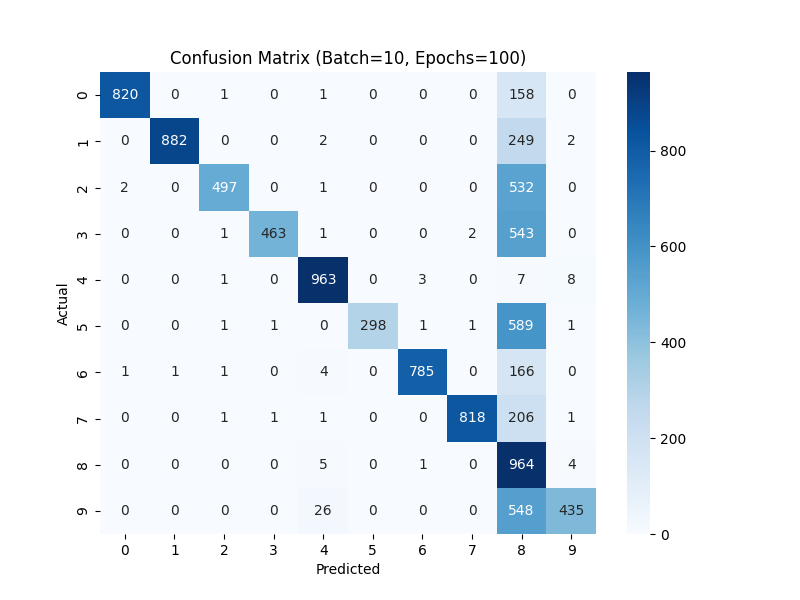 Confusion Matrix (Batch=10, Epochs=100)
Actual
0 820 0 1 0 1 0 0 0 158 0
1 0 882 0 0 2 0 0 0 249 2
2 2 0 497 0 1 0 0 0 532 0
3 0 0 1 463 1 0 0 2 543 0
4 0 0 1 0 963 0 3 0 7 8
5 0 0 1 1 0 298 1 1 589 1
6 1 1 1 0 4 0 785 0 166 0
7 0 0 1 1 1 0 0 818 206 1
8 0 0 0 0 5 0 1 0 964 4
9 0 0 0 0 26 0 0 0 548 435
0 1 2 3 4 5 6 7 8 9
Predicted
800
600
400
200
0